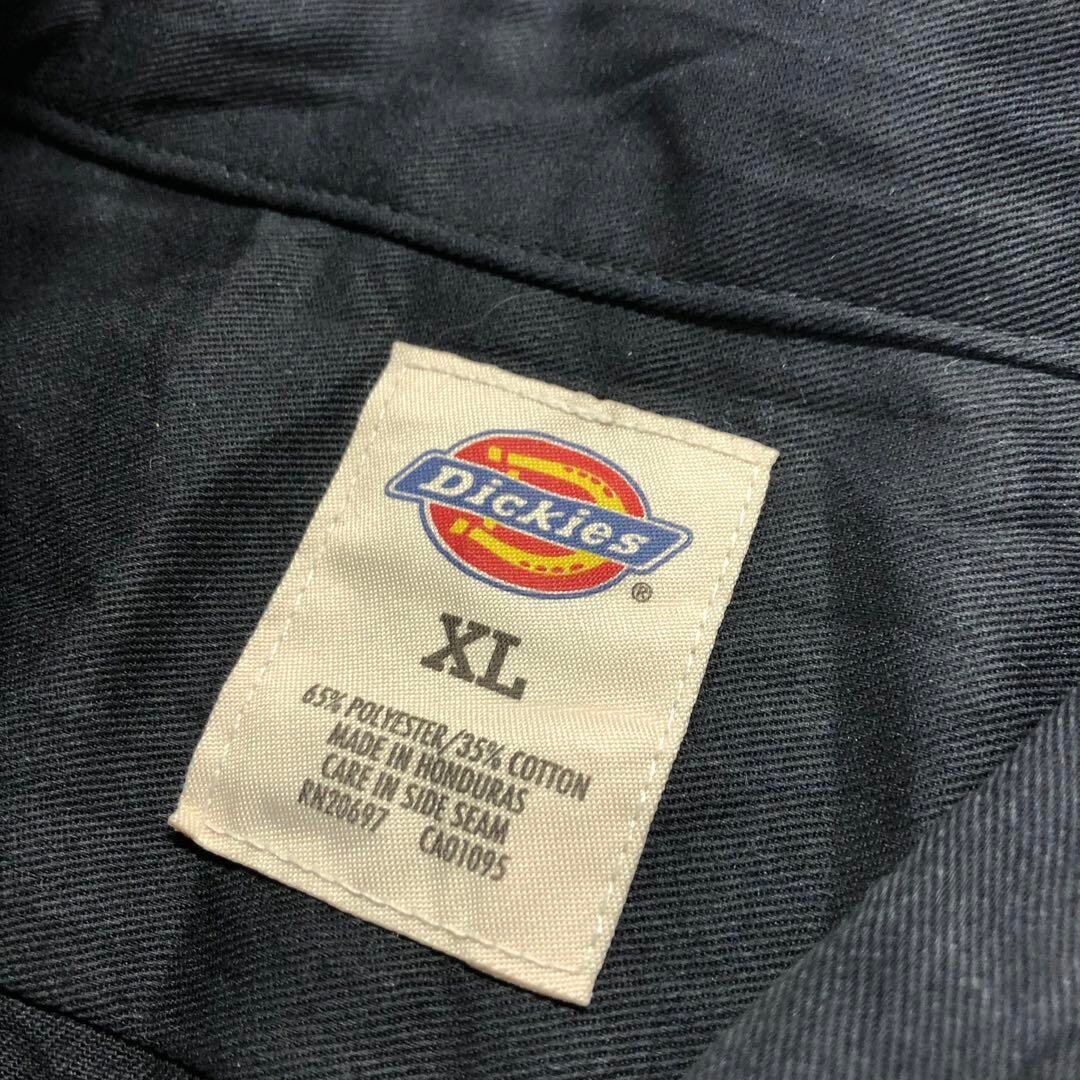 Dickies
®
XL
65% POLYESTER/35% COTTON
MADE IN HONDURAS
CARE IN SIDE SEAM
RN20697 CA01095